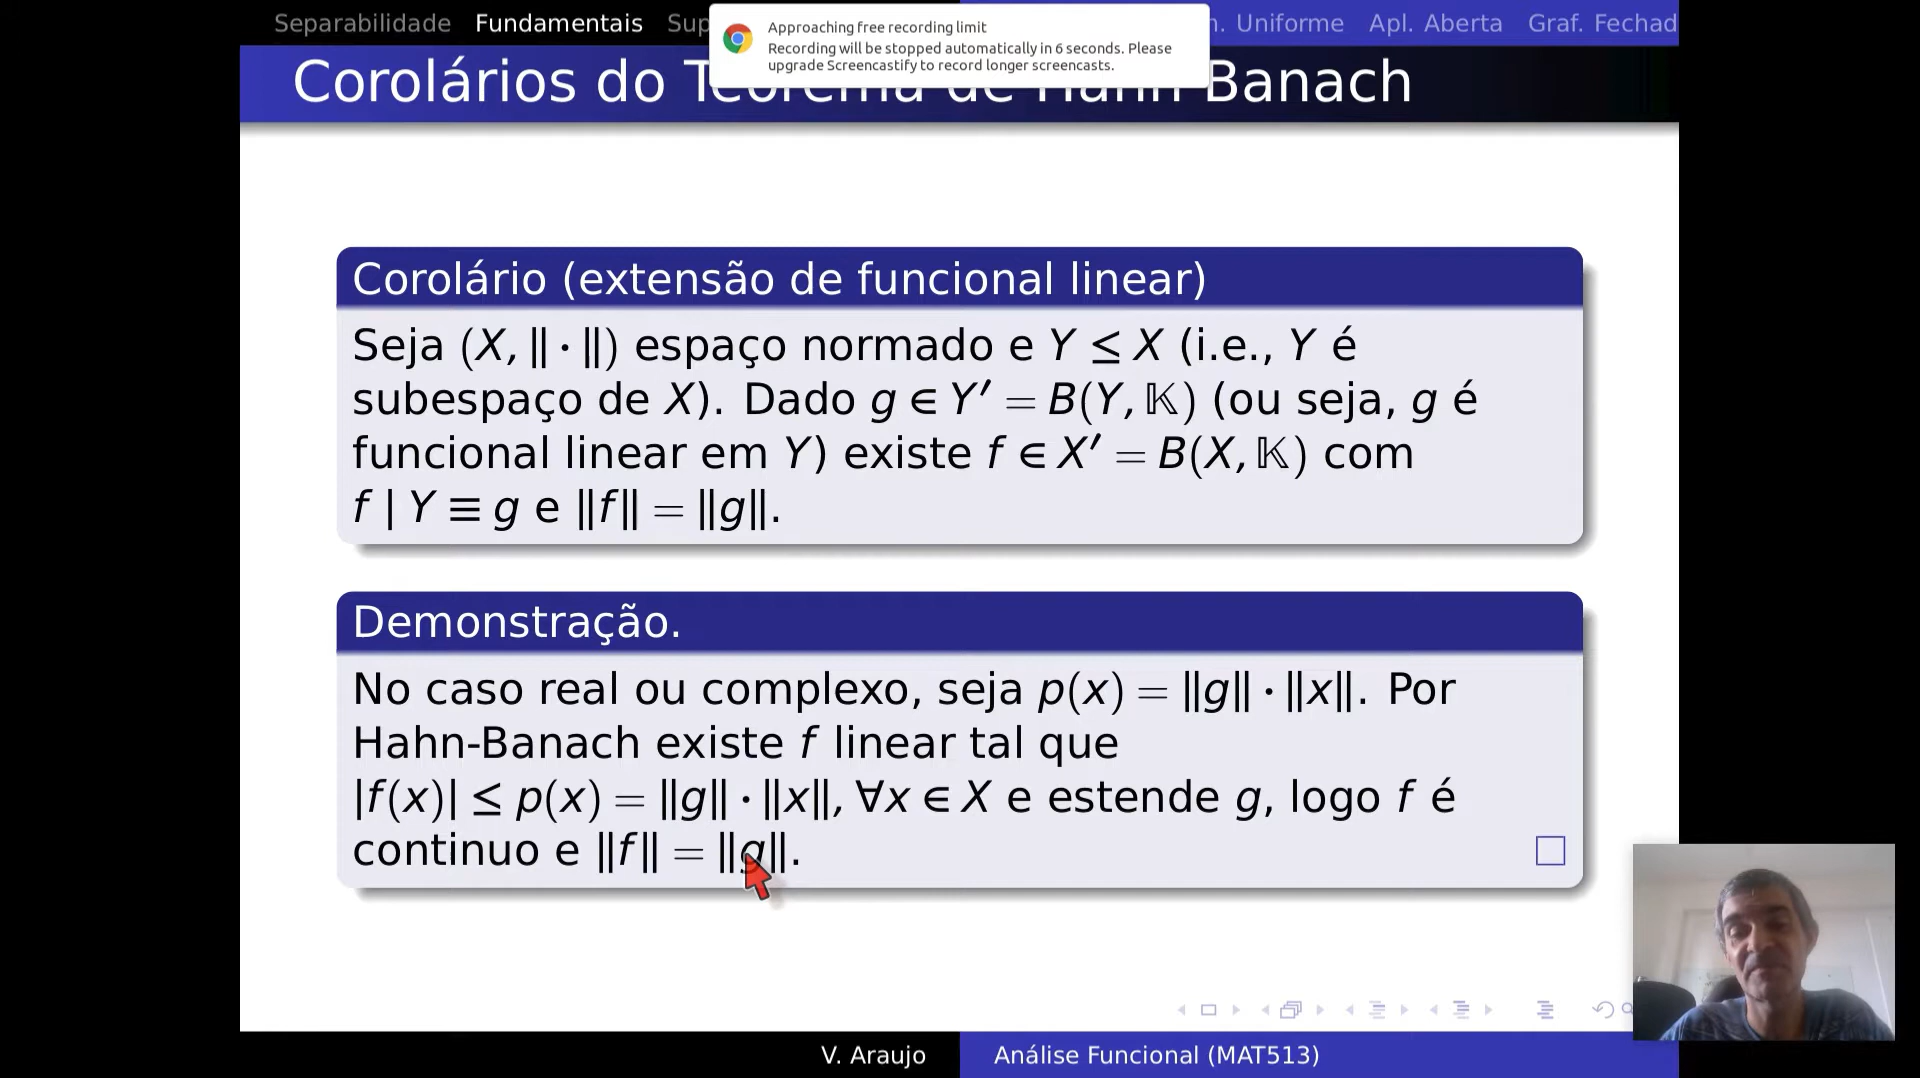 Separabilidade Fundamentais Sup n. Uniforme Apl. Aberta Graf. Fechad
Approaching free recording limit
Recording will be stopped automatically in 6 seconds. Please
upgrade Screencastify to record longer screencasts.
Corolários do Teorema de Hahn-Banach
Corolário (extensão de funcional linear)
Seja (X, ‖·‖) espaço normado e Y ≤ X (i.e., Y é
subespaço de X). Dado g ∈ Y′ = B(Y, 𝕂) (ou seja, g é
funcional linear em Y) existe f ∈ X′ = B(X, 𝕂) com
f | Y ≡ g e ‖f‖ = ‖g‖.
Demonstração.
No caso real ou complexo, seja p(x) = ‖g‖ · ‖x‖. Por
Hahn-Banach existe f linear tal que
|f(x)| ≤ p(x) = ‖g‖ · ‖x‖, ∀x ∈ X e estende g, logo f é
continuo e ‖f‖ = ‖g‖.
V. Araujo Análise Funcional (MAT513)